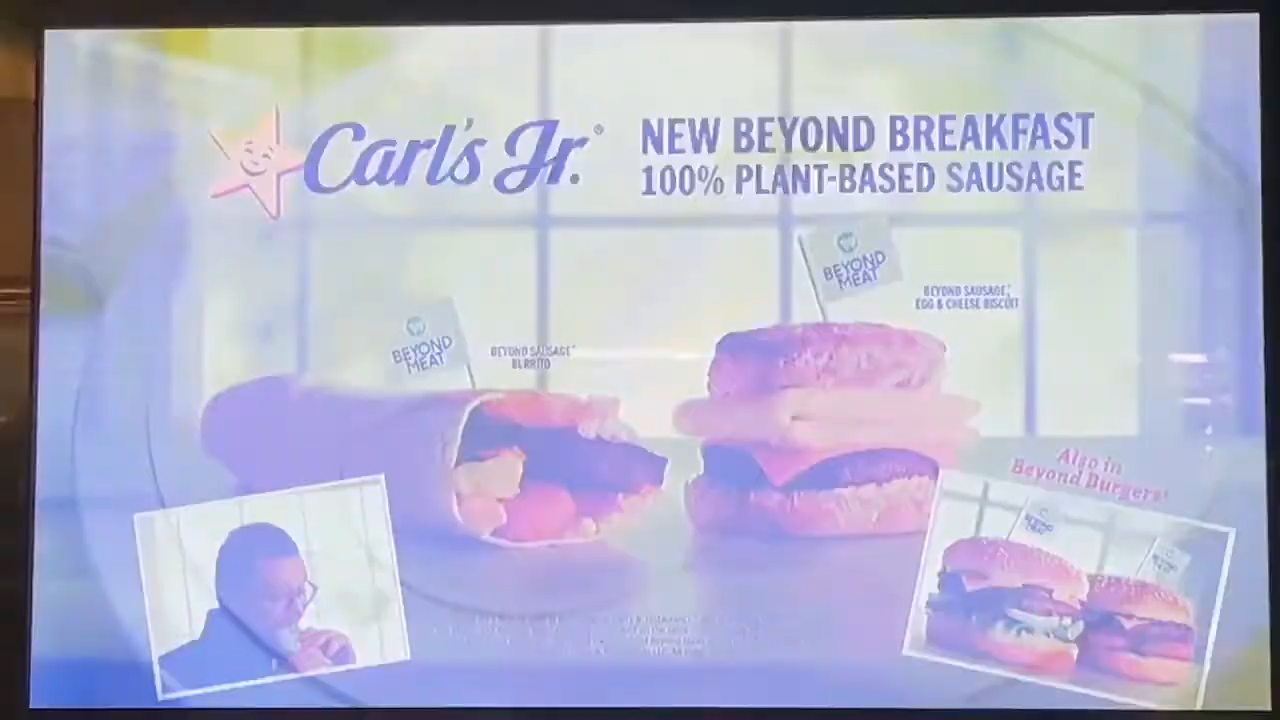 Carl's Jr.®
NEW BEYOND BREAKFAST
100% PLANT-BASED SAUSAGE
BEYOND
MEAT
BEYOND SAUSAGE,
EGG & CHEESE BISCUIT
BEYOND
MEAT
BEYOND SAUSAGE
BURRITO
Also in
Beyond Burgers